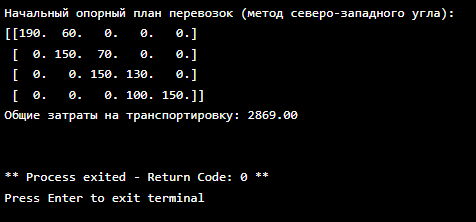 Начальный опорный план перевозок (метод северо-западного угла):
[[190.  60.   0.   0.   0.]
 [  0. 150.  70.   0.   0.]
 [  0.   0. 150. 130.   0.]
 [  0.   0.   0. 100. 150.]]
Общие затраты на транспортировку: 2869.00
** Process exited - Return Code: 0 **
Press Enter to exit terminal